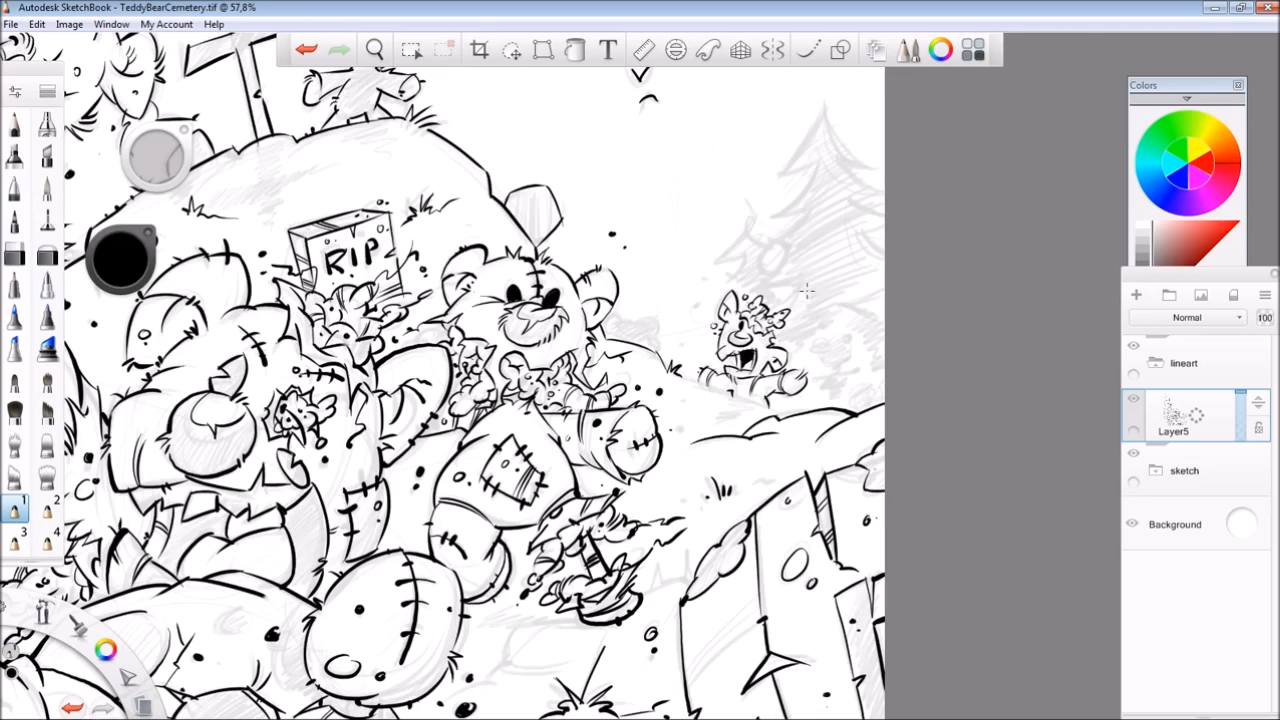 Autodesk SketchBook - TeddyBearCemetery.tif @ 57,8%
File Edit Image Window My Account Help
T
Colors
RIP
Normal 100
lineart
Layer5
sketch
Background
1 2
3 4